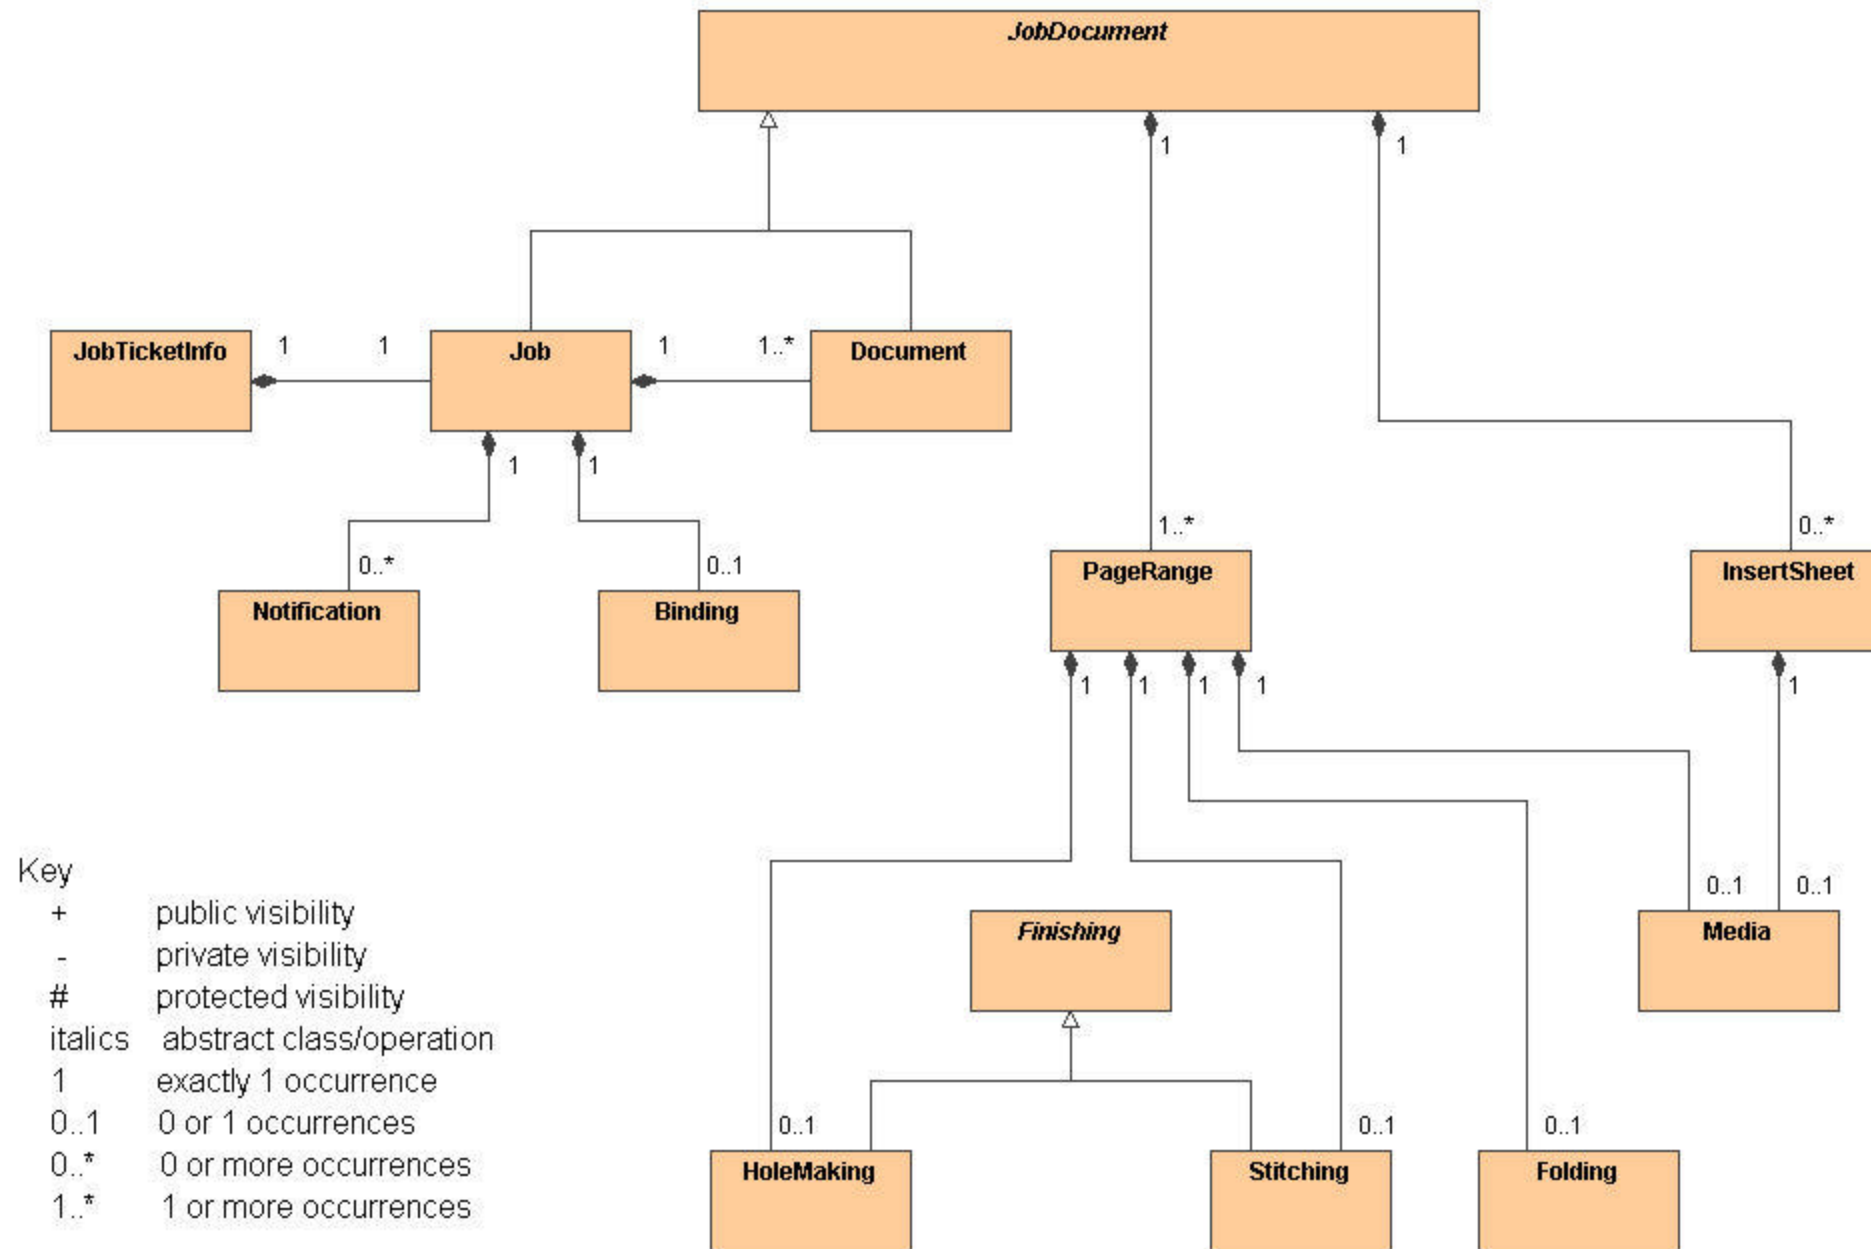 JobDocument
1
1
JobTicketInfo
1
1
Job
1
1..*
Document
1
1
0..*
Notification
0..1
Binding
1..*
PageRange
0..*
InsertSheet
1
1
1
1
1
0..1
0..1
Finishing
Media
0..1
HoleMaking
0..1
Stitching
0..1
Folding
Key
+ public visibility
- private visibility
# protected visibility
italics abstract class/operation
1 exactly 1 occurrence
0..1 0 or 1 occurrences
0..* 0 or more occurrences
1..* 1 or more occurrences